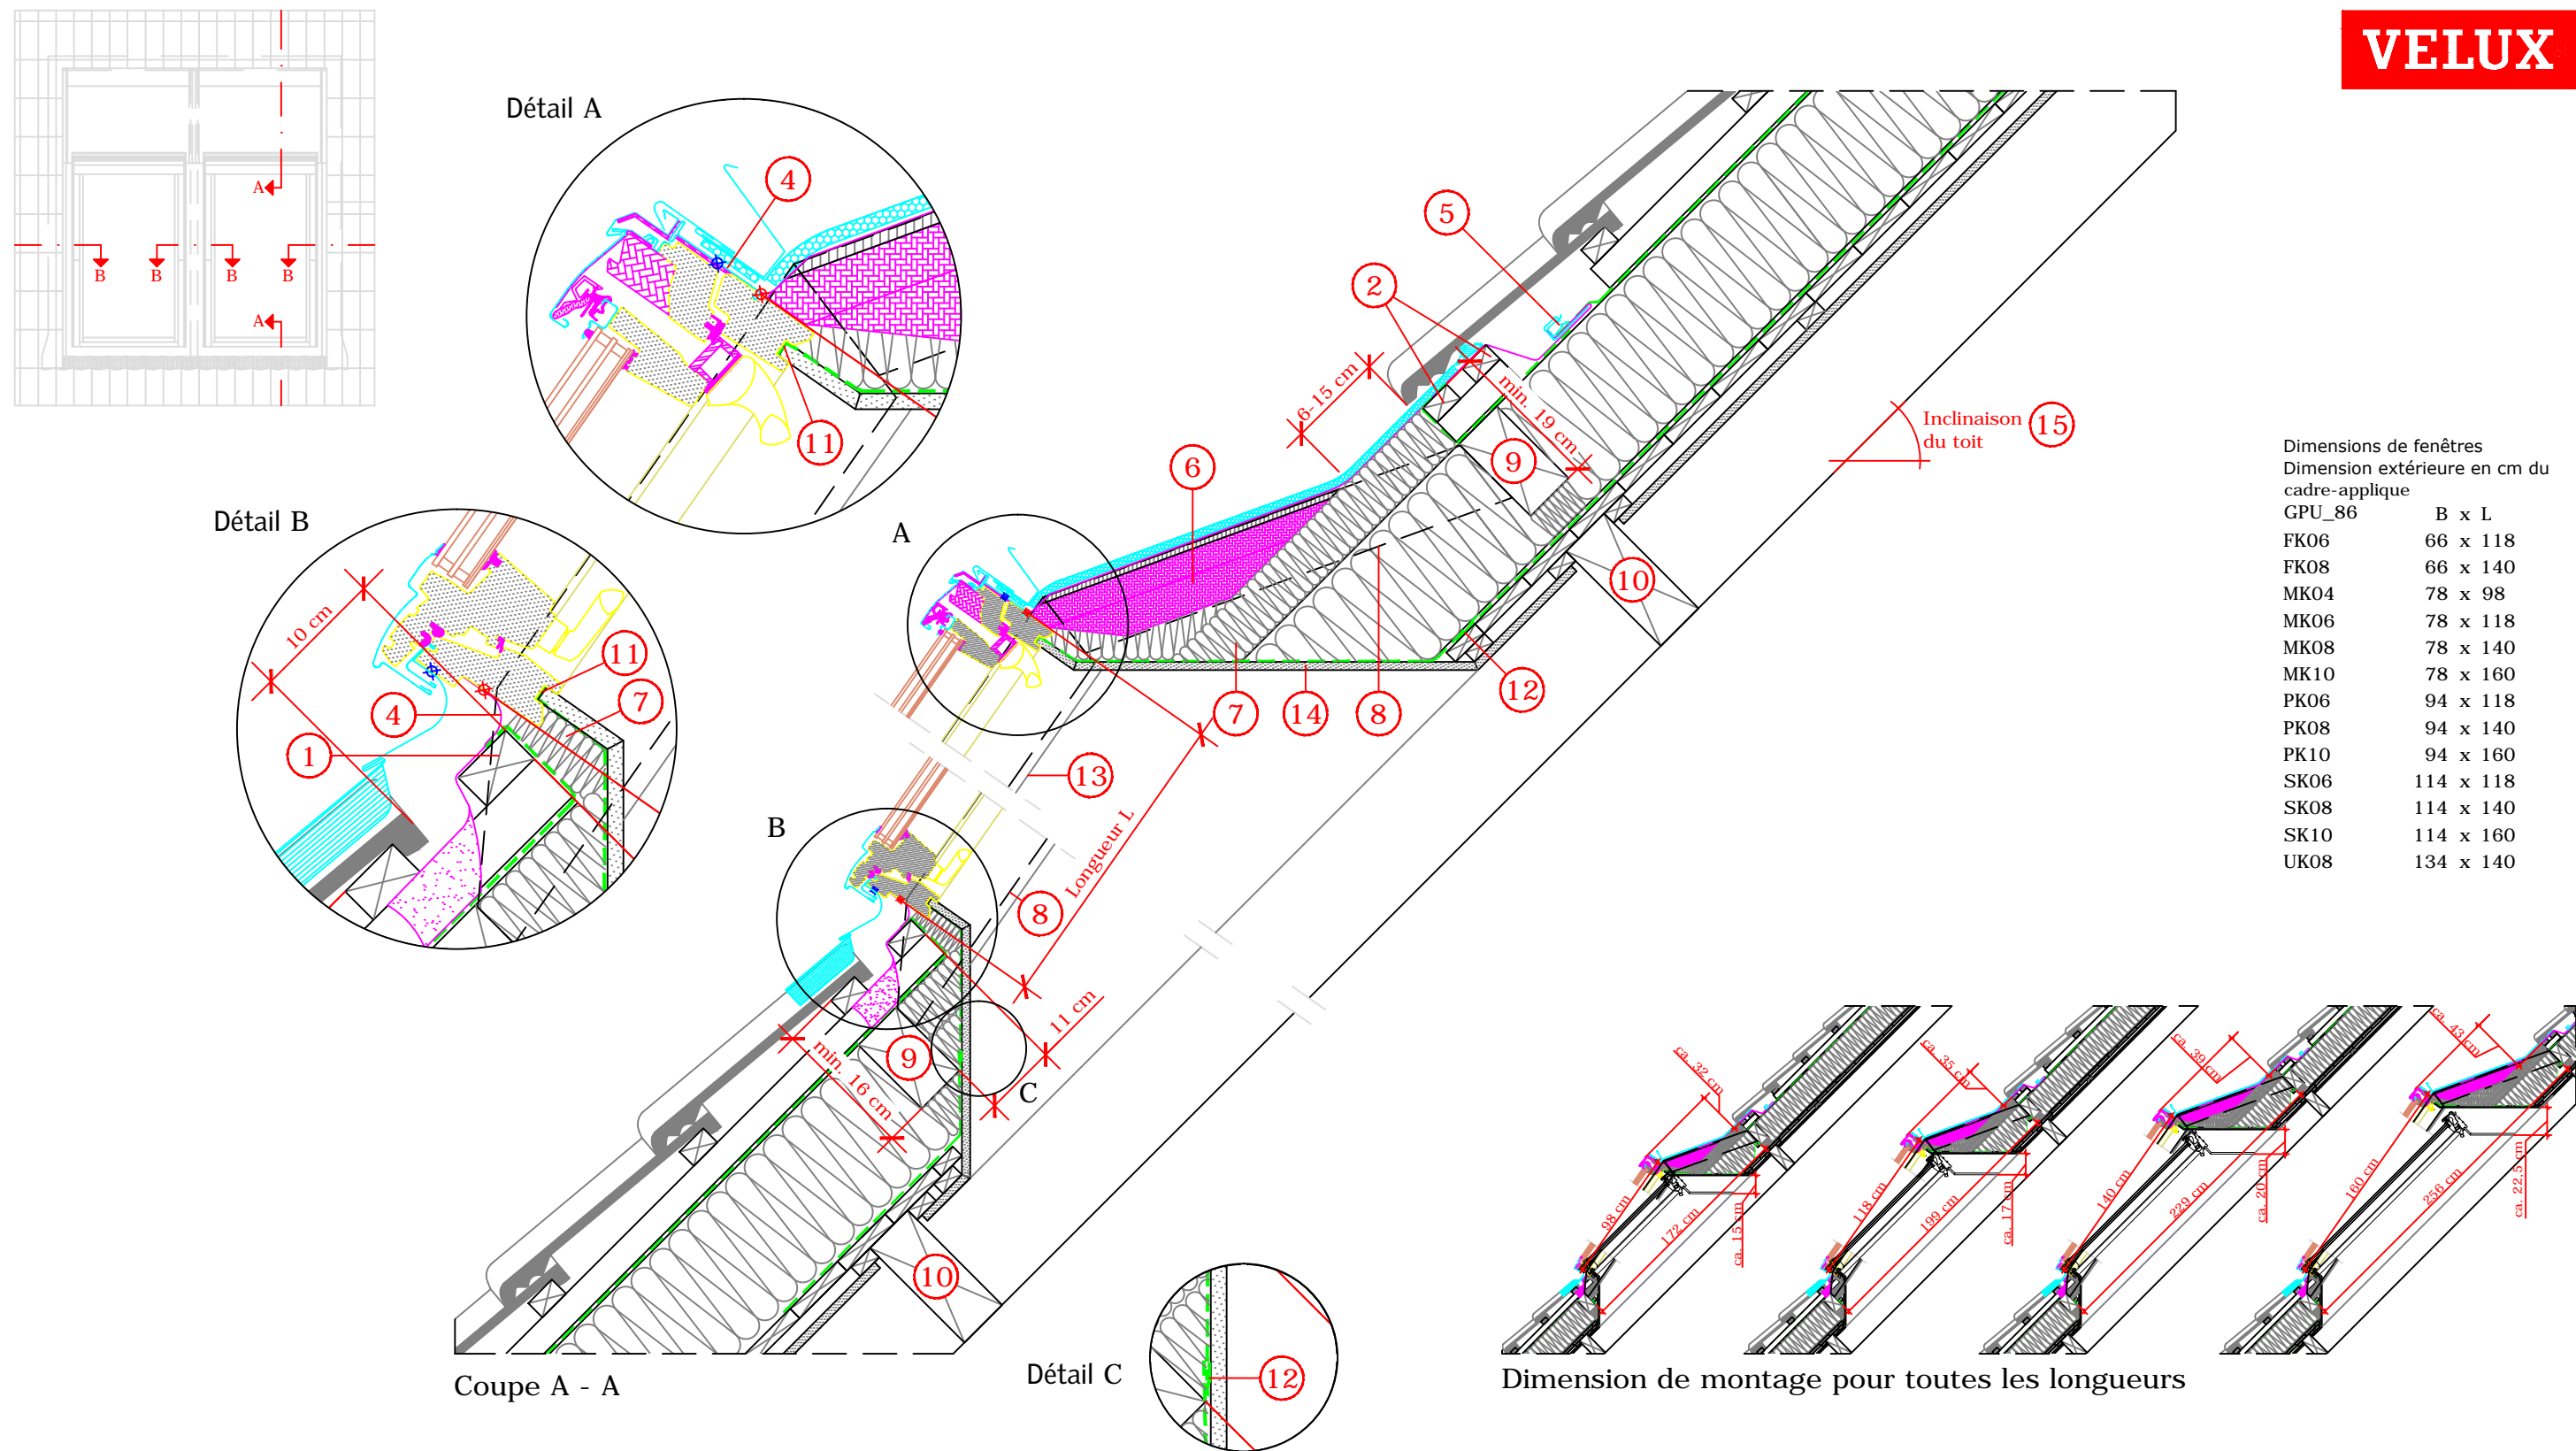 VELUX
A
B B B B
A
Détail A
4
11
Détail B
10 cm
11
7
4
1
5
2
6-15 cm
min. 19 cm
9
6
10
Inclinaison
du toit
15
A
7
14
8
12
13
Longueur L
B
8
11 cm
9
min. 16 cm
C
10
Coupe A - A
Détail C
12
Dimensions de fenêtres
Dimension extérieure en cm du
cadre-applique
GPU_86 B x L
FK06 66 x 118
FK08 66 x 140
MK04 78 x 98
MK06 78 x 118
MK08 78 x 140
MK10 78 x 160
PK06 94 x 118
PK08 94 x 140
PK10 94 x 160
SK06 114 x 118
SK08 114 x 140
SK10 114 x 160
UK08 134 x 140
ca. 32 cm
98 cm
172 cm
ca. 15 cm
ca. 35 cm
118 cm
199 cm
ca. 17 cm
ca. 39 cm
140 cm
229 cm
ca. 20 cm
ca. 43 cm
160 cm
256 cm
ca. 22.5 cm
Dimension de montage pour toutes les longueurs